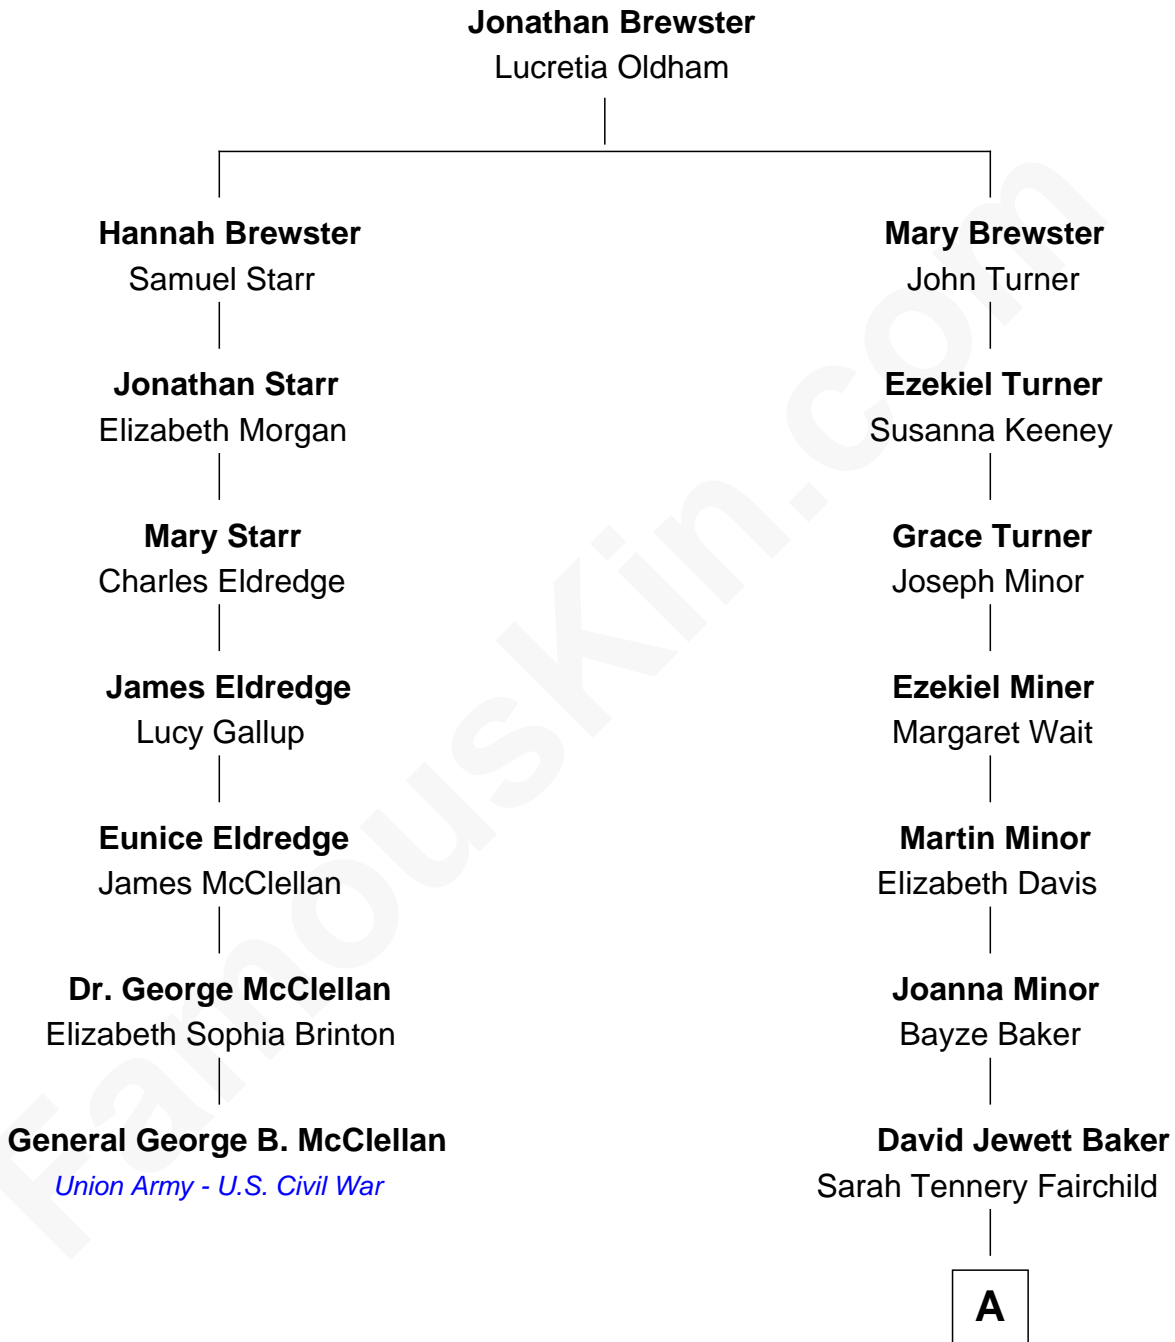 Jonathan Brewster
Lucretia Oldham
Hannah Brewster
Samuel Starr
Mary Brewster
John Turner
Jonathan Starr
Elizabeth Morgan
Ezekiel Turner
Susanna Keeney
Mary Starr
Charles Eldredge
Grace Turner
Joseph Minor
James Eldredge
Lucy Gallup
Ezekiel Miner
Margaret Wait
Eunice Eldredge
James McClellan
Martin Minor
Elizabeth Davis
Dr. George McClellan
Elizabeth Sophia Brinton
Joanna Minor
Bayze Baker
General George B. McClellan
Union Army - U.S. Civil War
David Jewett Baker
Sarah Tennery Fairchild
A
FamousKin.com